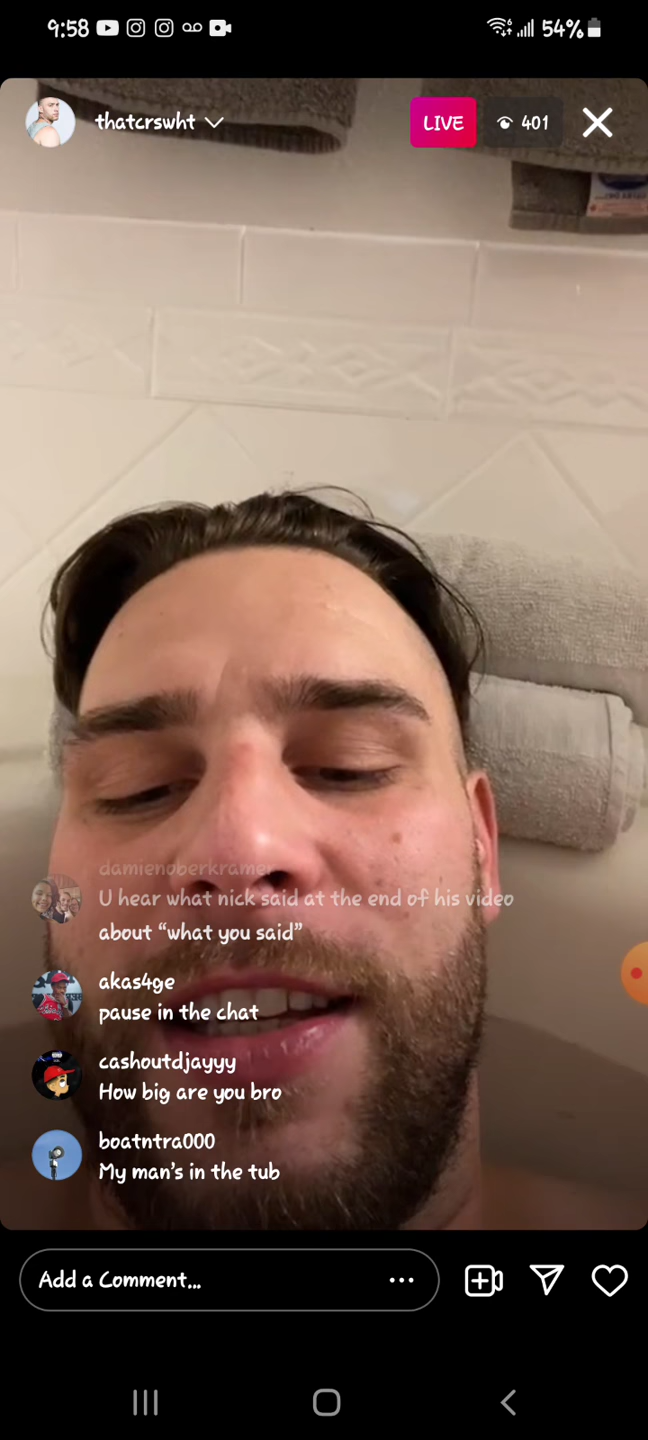 9:58
54%
thatcrswht
LIVE
401
damienoberkramer
U hear what nick said at the end of his video
about “what you said”
akas4ge
pause in the chat
cashoutdjayyy
How big are you bro
boatntra000
My man's in the tub
Add a Comment...